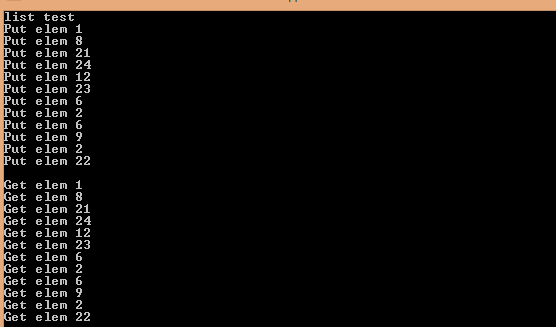 list test
Put elem 1
Put elem 8
Put elem 21
Put elem 24
Put elem 12
Put elem 23
Put elem 6
Put elem 2
Put elem 6
Put elem 9
Put elem 2
Put elem 22
Get elem 1
Get elem 8
Get elem 21
Get elem 24
Get elem 12
Get elem 23
Get elem 6
Get elem 2
Get elem 6
Get elem 9
Get elem 2
Get elem 22